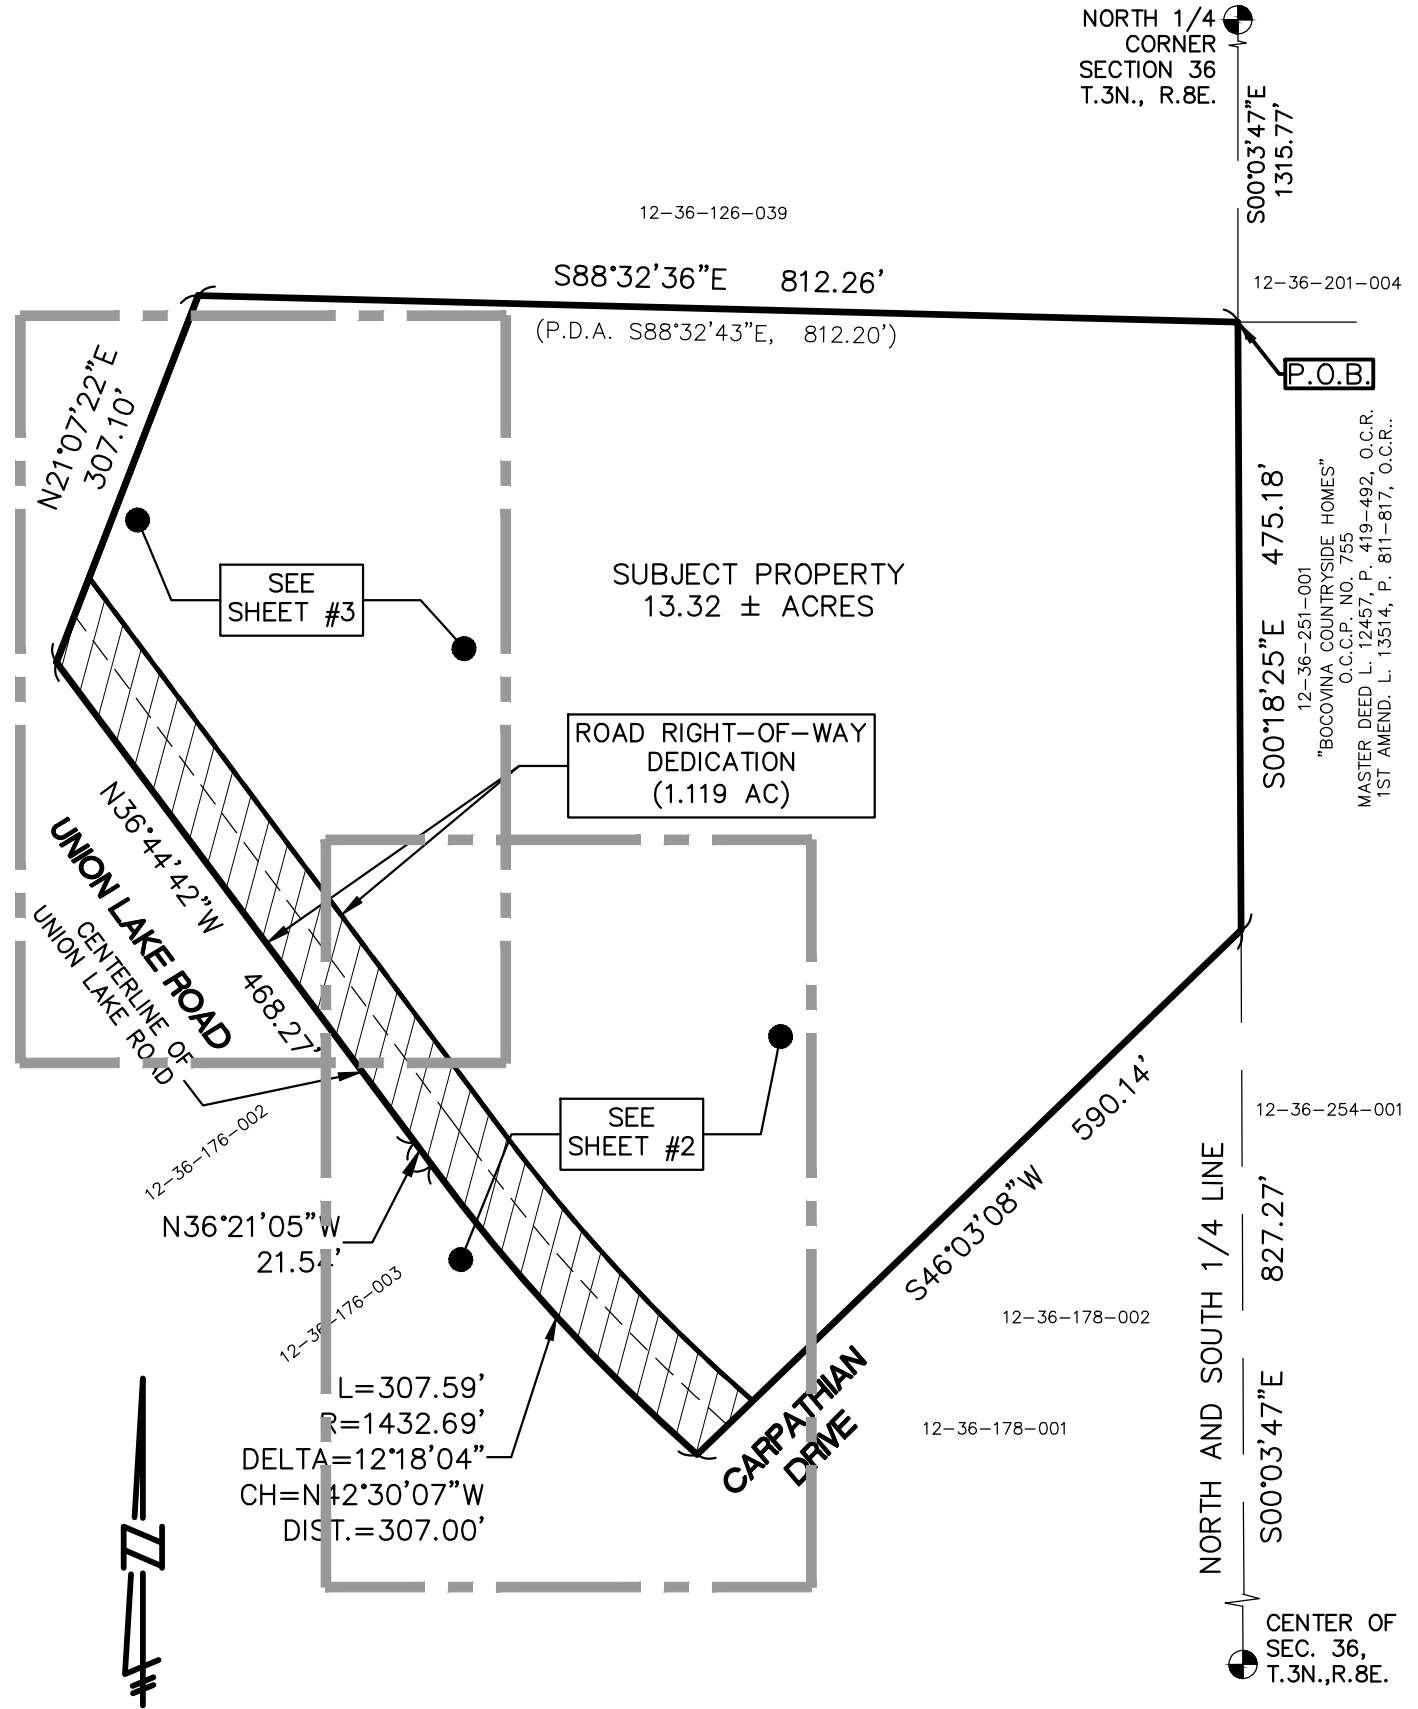 NORTH 1/4
CORNER
SECTION 36
T.3N., R.8E.
S00°03'47"E
1315.77'
12-36-126-039
12-36-201-004
S88°32'36"E 812.26'
(P.D.A. S88°32'43"E, 812.20')
P.O.B.
N21°07'22"E
307.10'
SEE
SHEET #3
SUBJECT PROPERTY
13.32 ± ACRES
S00°18'25"E 475.18'
12-36-251-001
"BOCOVINA COUNTRYSIDE HOMES"
O.C.C.P. NO. 755
MASTER DEED L. 12457, P. 419-492, O.C.R.
1ST AMEND. L. 13514, P. 811-817, O.C.R..
ROAD RIGHT-OF-WAY
DEDICATION
(1.119 AC)
N36°44'42"W 468.27'
UNION LAKE ROAD
CENTERLINE OF
UNION LAKE ROAD
12-36-176-002
SEE
SHEET #2
590.14'
S46°03'08"W
12-36-254-001
N36°21'05"W
21.54'
12-36-176-003
12-36-178-002
NORTH AND SOUTH 1/4 LINE
S00°03'47"E 827.27'
L=307.59'
R=1432.69'
DELTA=12°18'04"
CH=N42°30'07"W
DIST.=307.00'
CARPATHIAN
DRIVE
12-36-178-001
N
CENTER OF
SEC. 36,
T.3N.,R.8E.